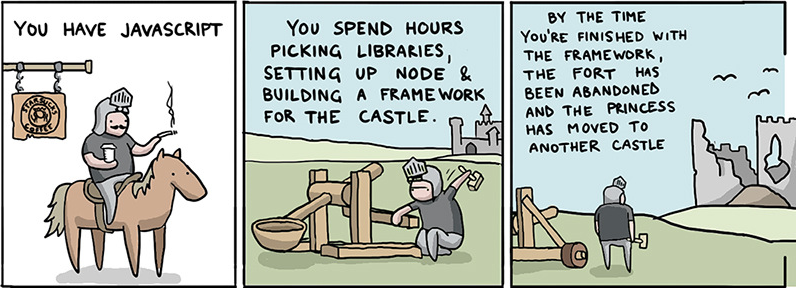 YOU HAVE JAVASCRIPT
STARBUCKS
COFFEE
YOU SPEND HOURS
PICKING LIBRARIES,
SETTING UP NODE &
BUILDING A FRAMEWORK
FOR THE CASTLE.
BY THE TIME
YOU'RE FINISHED WITH
THE FRAMEWORK,
THE FORT HAS
BEEN ABANDONED
AND THE PRINCESS
HAS MOVED TO
ANOTHER CASTLE